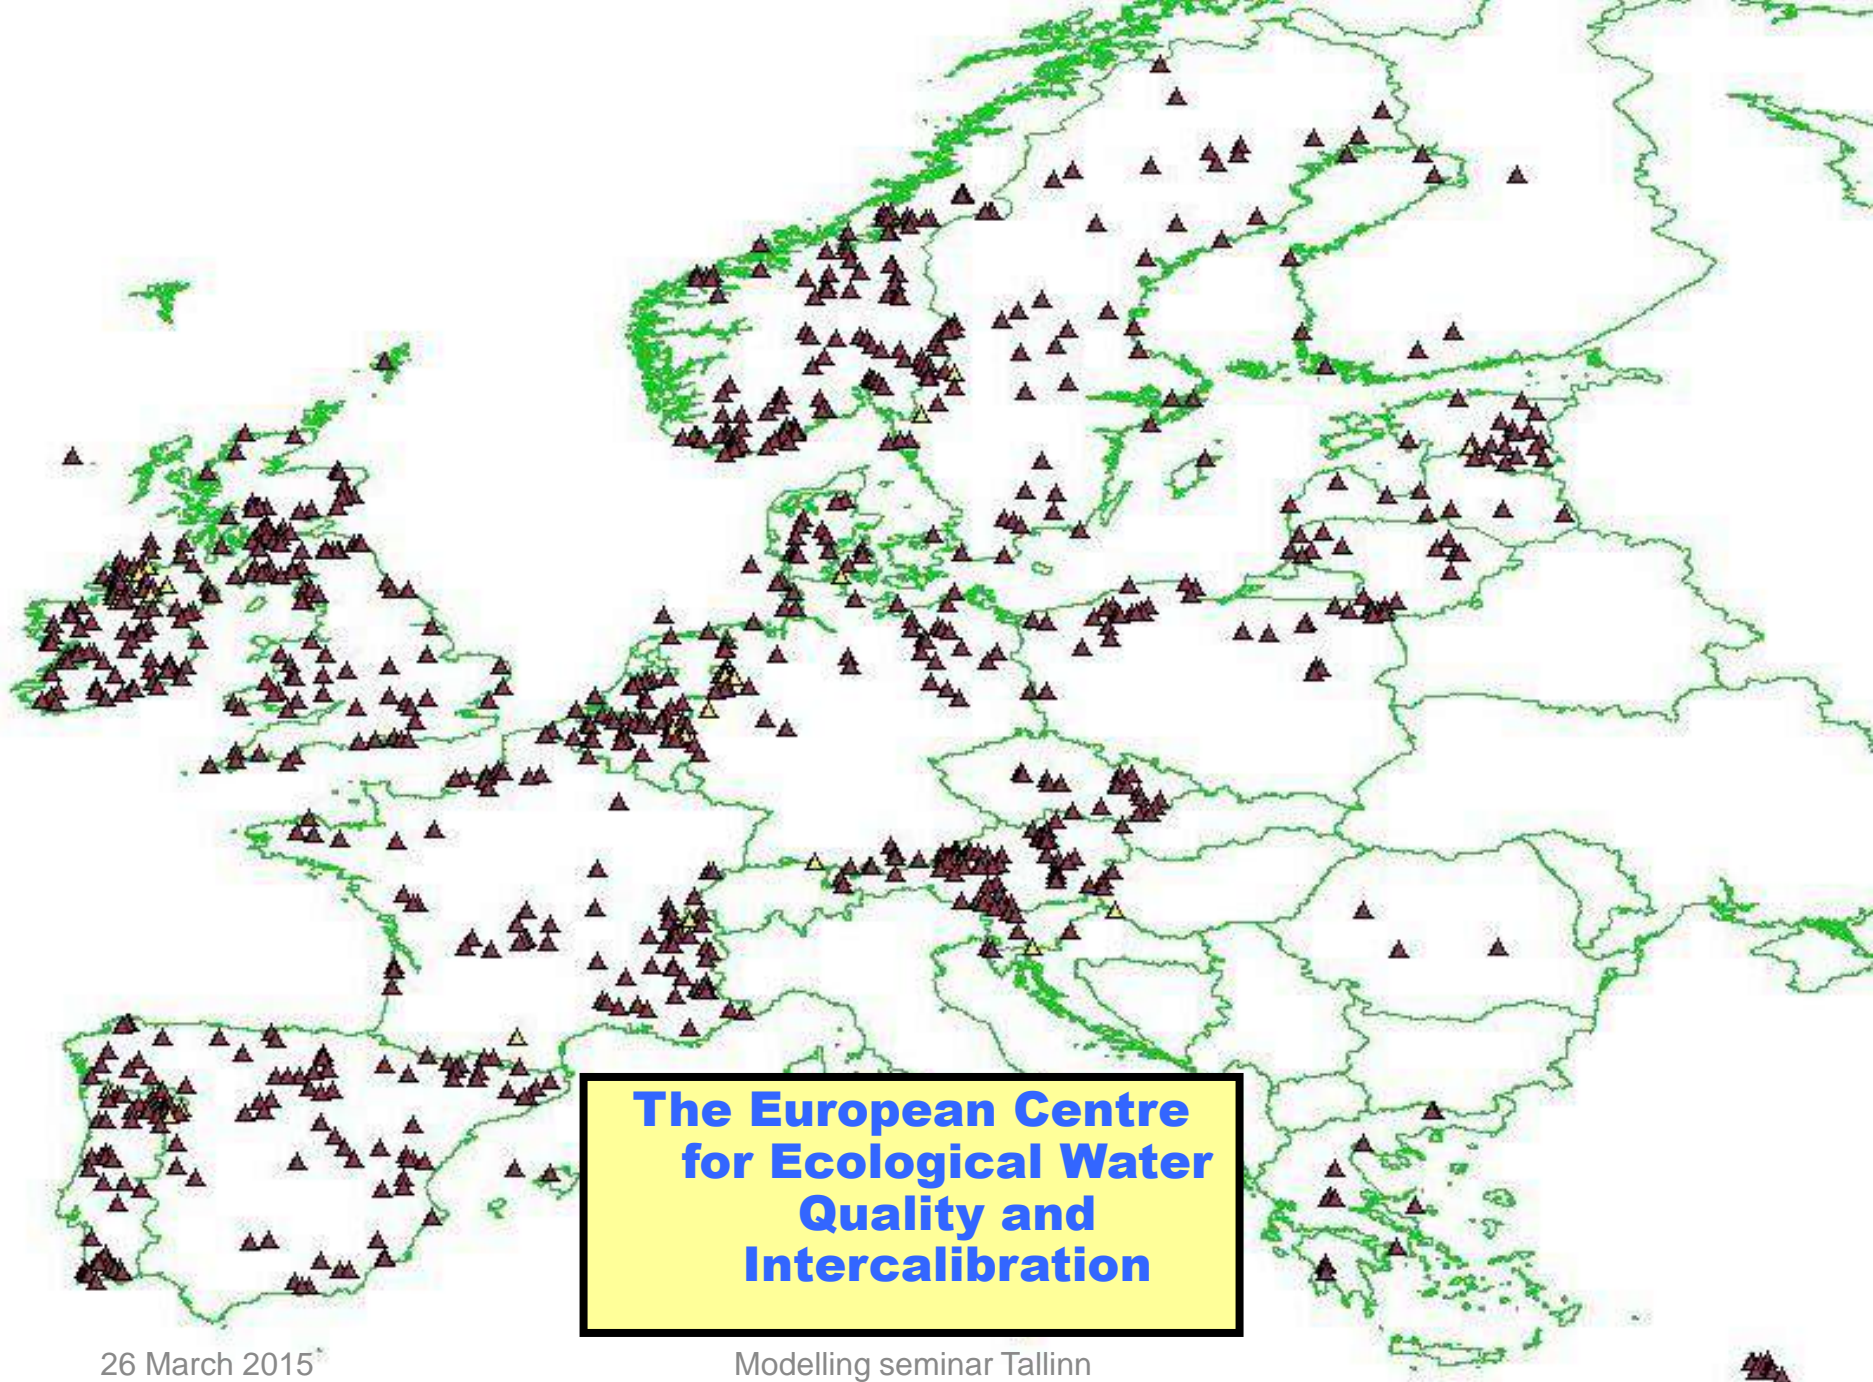 The European Centre
for Ecological Water
Quality and
Intercalibration
26 March 2015
Modelling seminar Tallinn